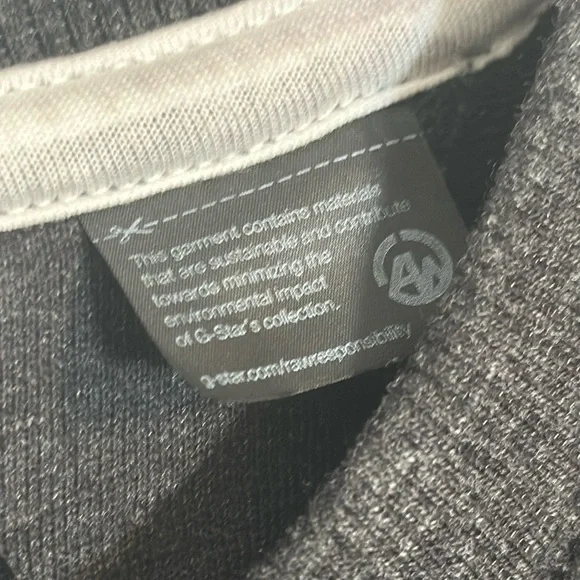 This garment contains materials
that are sustainable and contribute
towards minimizing the
environmental impact
of G-Star's collection.
g-star.com/rawresponsibility